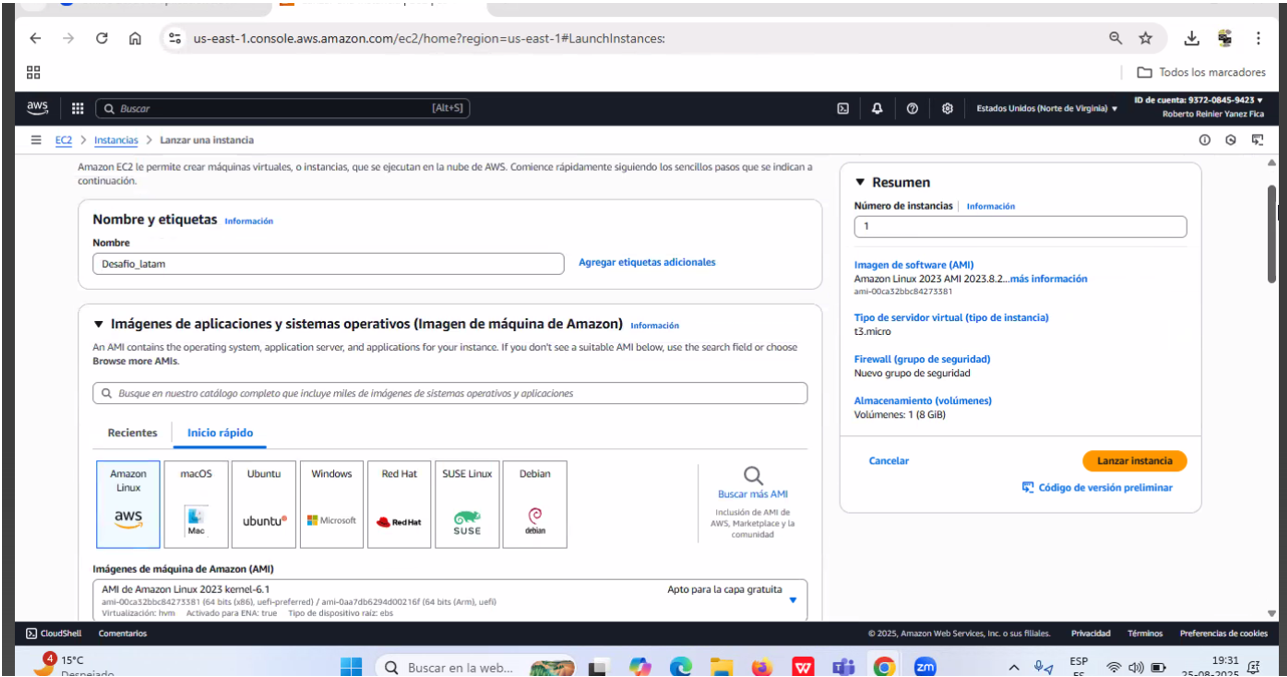 us-east-1.console.aws.amazon.com/ec2/home?region=us-east-1#LaunchInstances:
Todos los marcadores
aws
Buscar
[Alt+S]
Estados Unidos (Norte de Virginia)
ID de cuenta: 9372-0845-9423
Roberto Reinier Yanez Fica
EC2 > Instancias > Lanzar una instancia
Amazon EC2 le permite crear máquinas virtuales, o instancias, que se ejecutan en la nube de AWS. Comience rápidamente siguiendo los sencillos pasos que se indican a
continuación.
Nombre y etiquetas Información
Nombre
Desafio_latam
Agregar etiquetas adicionales
Imágenes de aplicaciones y sistemas operativos (Imagen de máquina de Amazon) Información
An AMI contains the operating system, application server, and applications for your instance. If you don't see a suitable AMI below, use the search field or choose
Browse more AMIs.
Busque en nuestro catálogo completo que incluye miles de imágenes de sistemas operativos y aplicaciones
Recientes
Inicio rápido
Amazon
Linux
aws
macOS
Mac
Ubuntu
ubuntu
Windows
Microsoft
Red Hat
Red Hat
SUSE Linux
SUSE
Debian
debian
Buscar más AMI
Inclusión de AMI de
AWS, Marketplace y la
comunidad
Imágenes de máquina de Amazon (AMI)
AMI de Amazon Linux 2023 kernel-6.1
Apto para la capa gratuita
ami-00ca32bbc84273381 (64 bits (x86), uefi-preferred) / ami-0aa7db6294d00216f (64 bits (Arm), uefi)
Virtualización: hvm Activado para ENA: true Tipo de dispositivo raíz: ebs
Resumen
Número de instancias Información
1
Imagen de software (AMI)
Amazon Linux 2023 AMI 2023.8.2...más información
ami-00ca32bbc84273381
Tipo de servidor virtual (tipo de instancia)
t3.micro
Firewall (grupo de seguridad)
Nuevo grupo de seguridad
Almacenamiento (volúmenes)
Volúmenes: 1 (8 GiB)
Cancelar
Lanzar instancia
Código de versión preliminar
CloudShell
Comentarios
© 2025, Amazon Web Services, Inc. o sus filiales.
Privacidad
Términos
Preferencias de cookies
4
15°C
Despejado
Buscar en la web...
W
zm
ESP
ES
19:31
25-08-2025